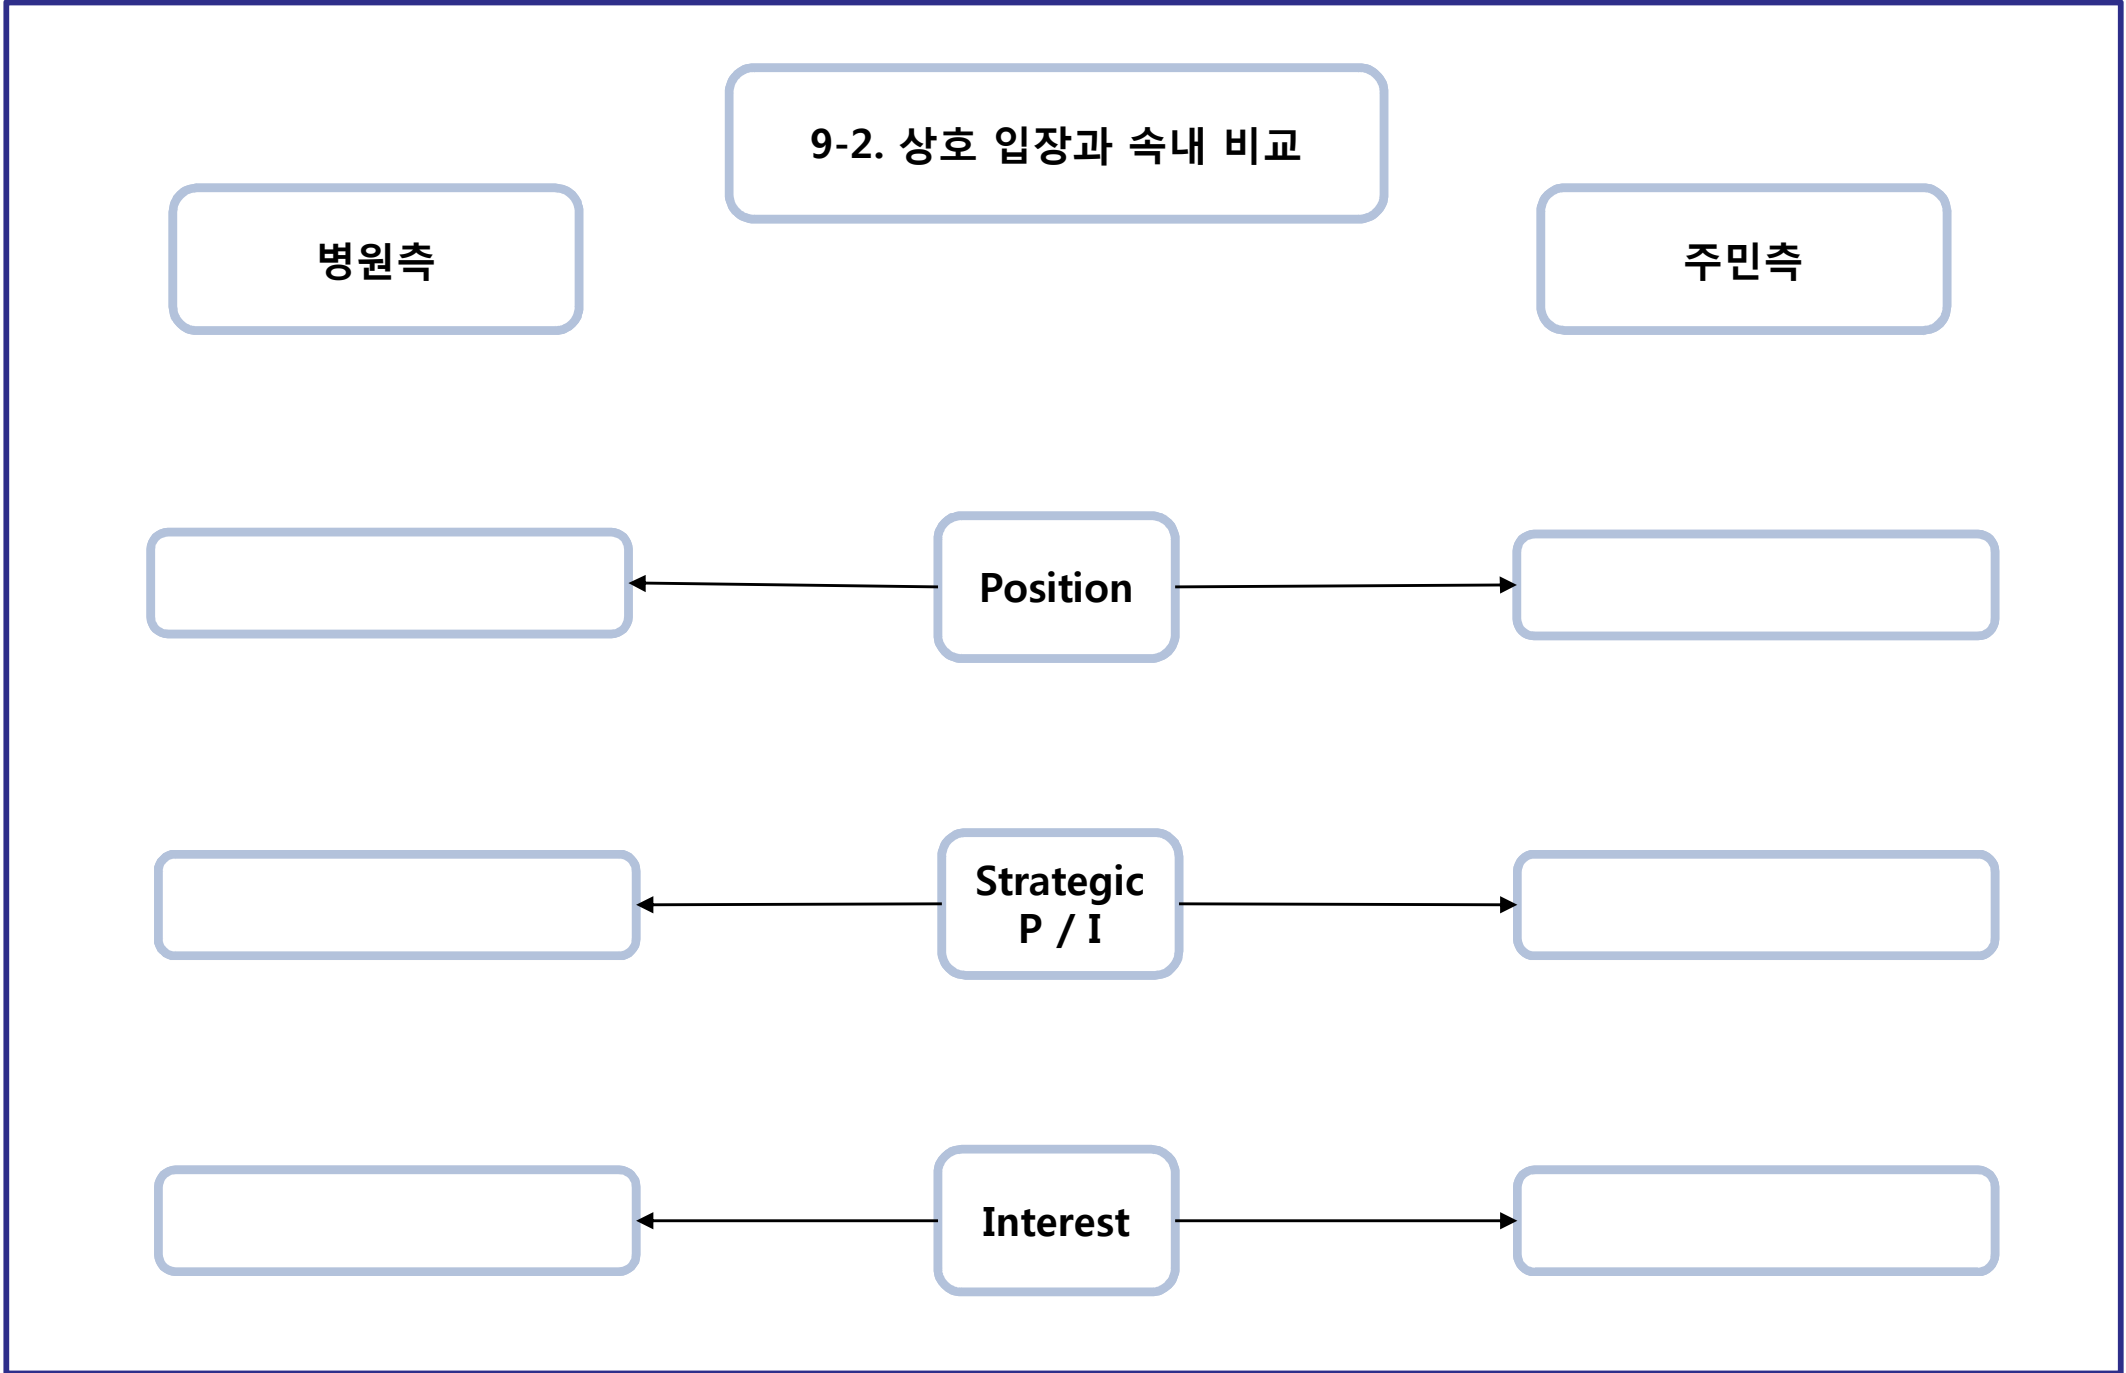 9-2. 상호 입장과 속내 비교
병원측
주민측
Position
Strategic
P / I
Interest